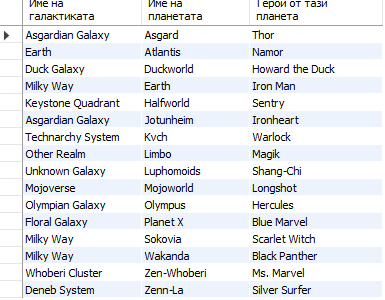 Име на Име на Герой от тази
галактиката планетата планета
Asgardian Galaxy Asgard Thor
Earth Atlantis Namor
Duck Galaxy Duckworld Howard the Duck
Milky Way Earth Iron Man
Keystone Quadrant Halfworld Sentry
Asgardian Galaxy Jotunheim Ironheart
Technarchy System Kvch Warlock
Other Realm Limbo Magik
Unknown Galaxy Luphomoids Shang-Chi
Mojoverse Mojoworld Longshot
Olympian Galaxy Olympus Hercules
Floral Galaxy Planet X Blue Marvel
Milky Way Sokovia Scarlet Witch
Milky Way Wakanda Black Panther
Whoberi Cluster Zen-Whoberi Ms. Marvel
Deneb System Zenn-La Silver Surfer